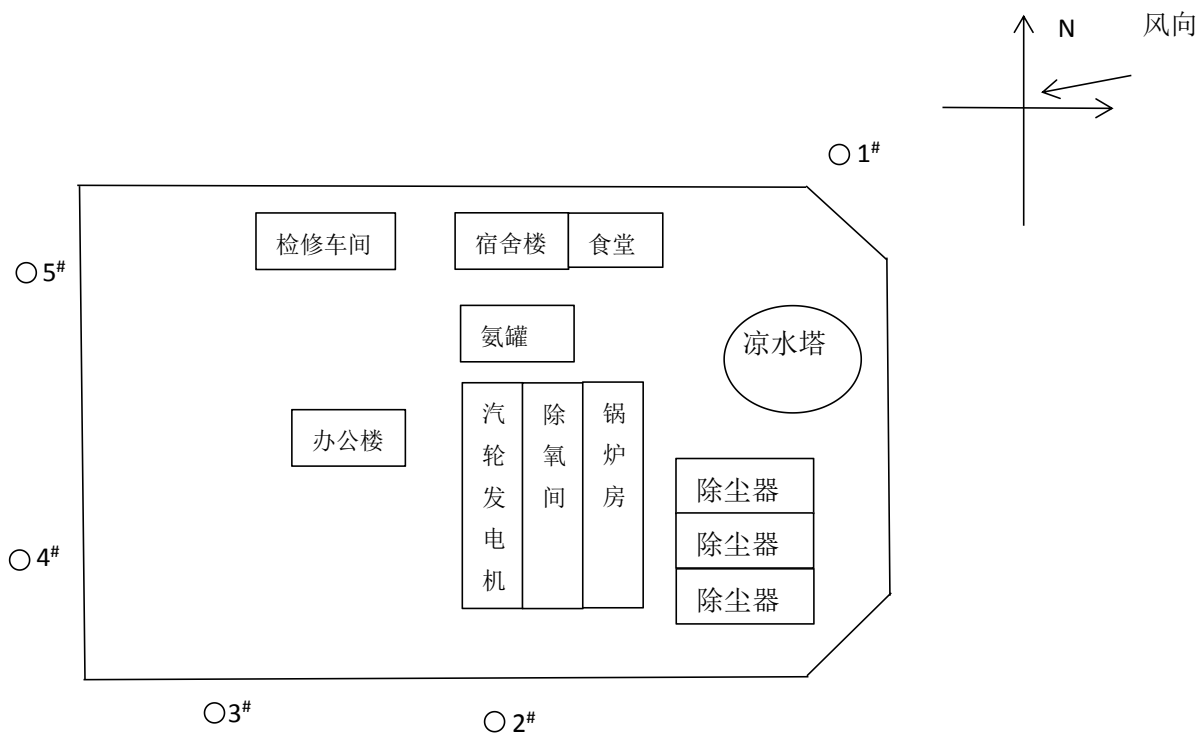 N
风向
1#
检修车间
宿舍楼
食堂
5#
氨罐
凉水塔
汽轮发电机
除氧间
锅炉房
办公楼
除尘器
除尘器
除尘器
4#
3#
2#